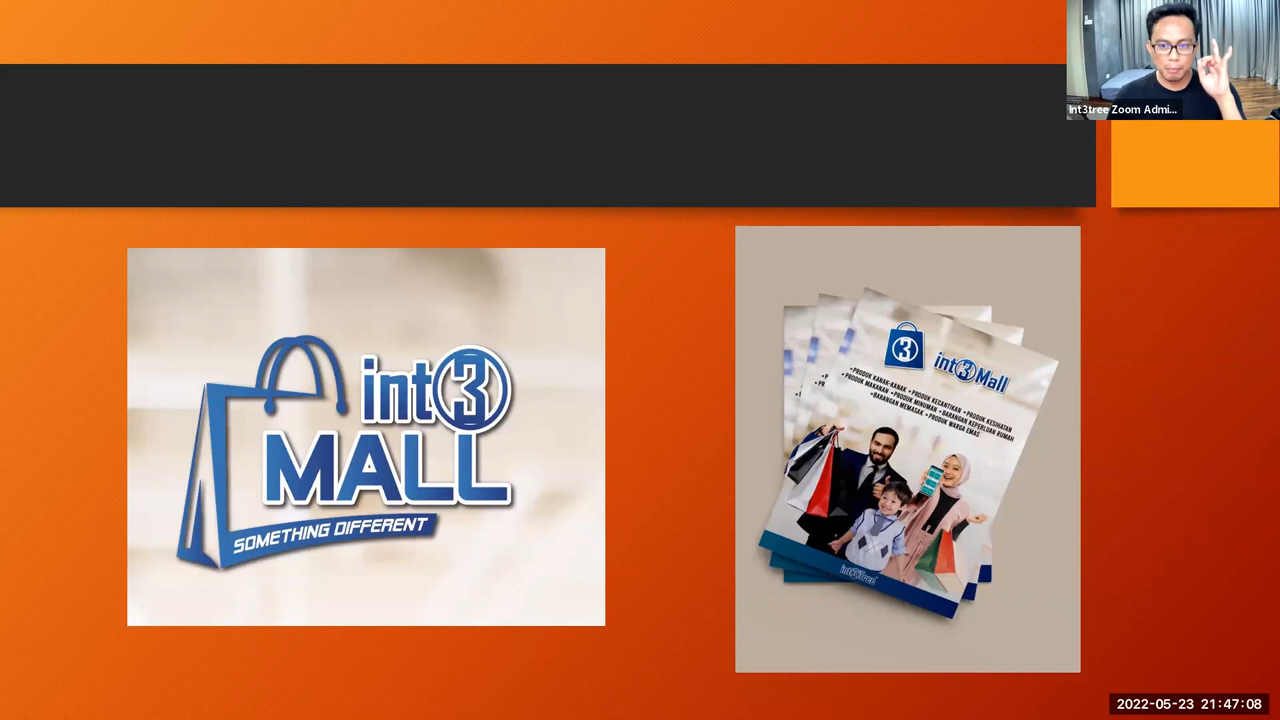 Int3tree Zoom Admi...
int3
MALL
SOMETHING DIFFERENT
3
int3Mall
•PRODUK KANAK-KANAK •PRODUK KECANTIKAN •PRODUK KESIHATAN
•PRODUK MAKANAN •PRODUK MINUMAN •BARANGAN KEPERLUAN RUMAH
•BARANGAN MEMASAK •PRODUK WARGA EMAS
int3Tree
2022-05-23 21:47:08